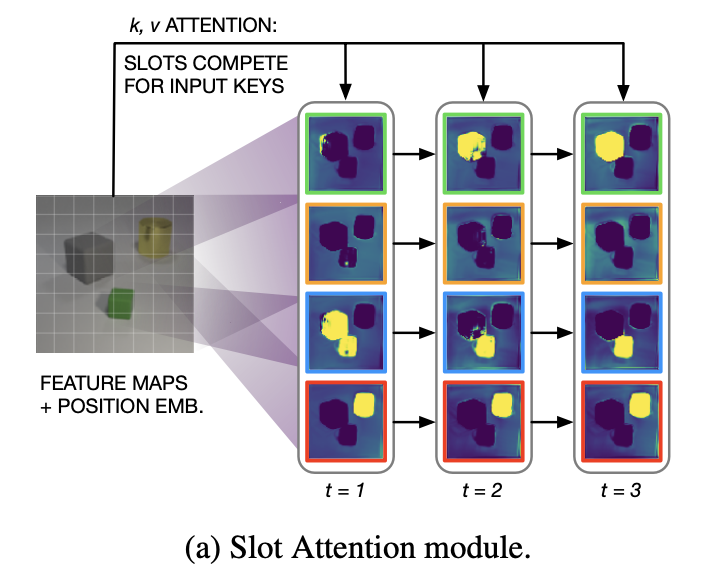 k, v ATTENTION:
SLOTS COMPETE
FOR INPUT KEYS
FEATURE MAPS
+ POSITION EMB.
t = 1
t = 2
t = 3
(a) Slot Attention module.